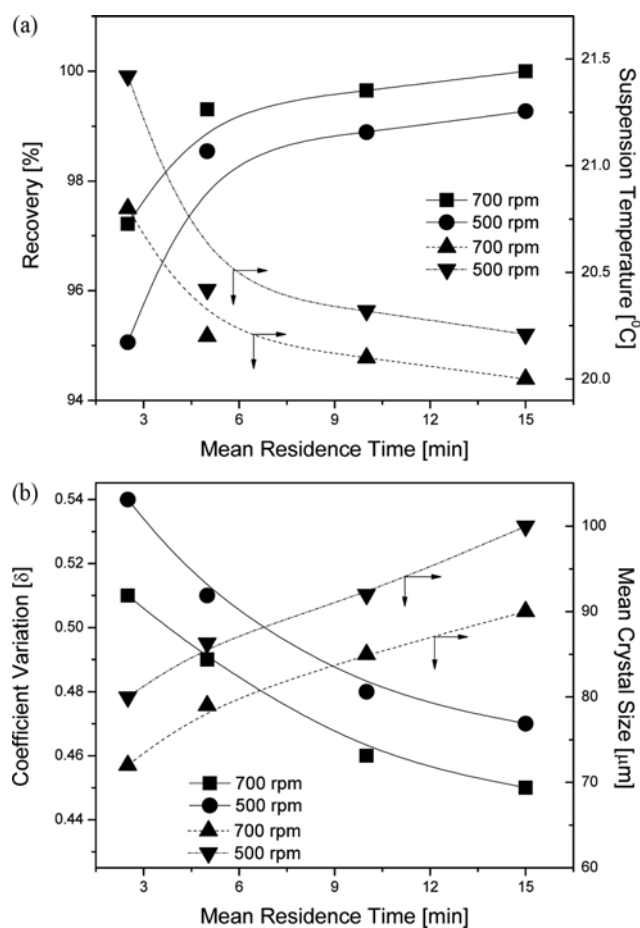 (a)
100
98
96
94
Recovery [%]
21.5
21.0
20.5
20.0
Suspension Temperature [⁰C]
700 rpm
500 rpm
700 rpm
500 rpm
3
6
9
12
15
Mean Residence Time [min]
(b)
0.54
0.52
0.50
0.48
0.46
0.44
Coefficient Variation [δ]
100
90
80
70
60
Mean Crystal Size [μm]
700 rpm
500 rpm
700 rpm
500 rpm
3
6
9
12
15
Mean Residence Time [min]